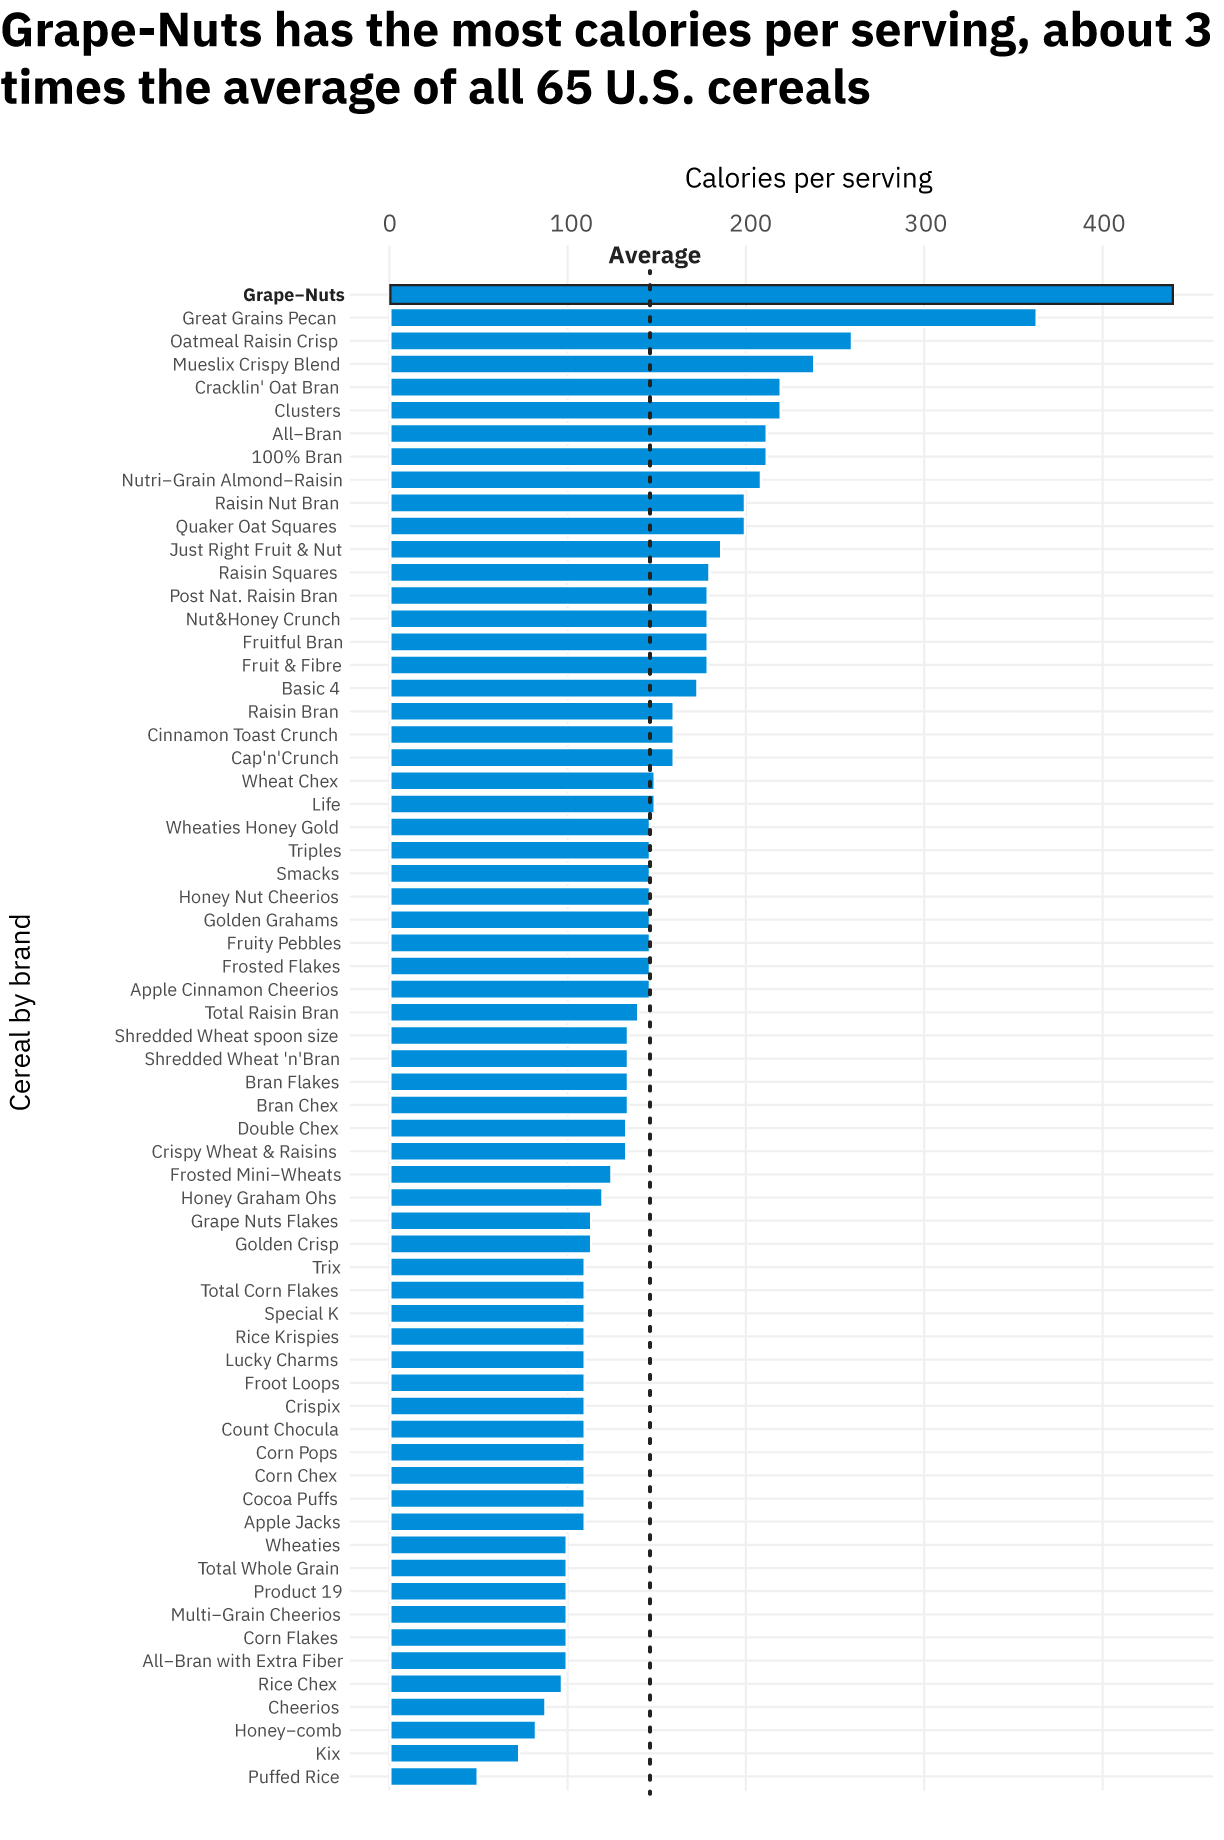 Grape-Nuts has the most calories per serving, about 3
times the average of all 65 U.S. cereals
Calories per serving
0 100 200 300 400
Average
Grape–Nuts
Great Grains Pecan
Oatmeal Raisin Crisp
Mueslix Crispy Blend
Cracklin' Oat Bran
Clusters
All–Bran
100% Bran
Nutri–Grain Almond–Raisin
Raisin Nut Bran
Quaker Oat Squares
Just Right Fruit & Nut
Raisin Squares
Post Nat. Raisin Bran
Nut&Honey Crunch
Fruitful Bran
Fruit & Fibre
Basic 4
Raisin Bran
Cinnamon Toast Crunch
Cap'n'Crunch
Wheat Chex
Life
Wheaties Honey Gold
Triples
Smacks
Honey Nut Cheerios
Golden Grahams
Fruity Pebbles
Frosted Flakes
Apple Cinnamon Cheerios
Total Raisin Bran
Shredded Wheat spoon size
Shredded Wheat 'n'Bran
Bran Flakes
Bran Chex
Double Chex
Crispy Wheat & Raisins
Frosted Mini–Wheats
Honey Graham Ohs
Grape Nuts Flakes
Golden Crisp
Trix
Total Corn Flakes
Special K
Rice Krispies
Lucky Charms
Froot Loops
Crispix
Count Chocula
Corn Pops
Corn Chex
Cocoa Puffs
Apple Jacks
Wheaties
Total Whole Grain
Product 19
Multi–Grain Cheerios
Corn Flakes
All–Bran with Extra Fiber
Rice Chex
Cheerios
Honey–comb
Kix
Puffed Rice
Cereal by brand